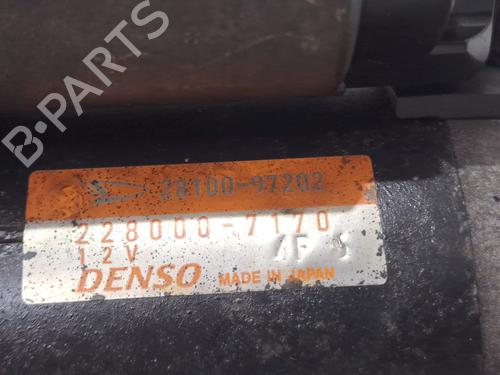 B-PARTS
28100-97202
228000-7170
12V
DENSO MADE IN JAPAN